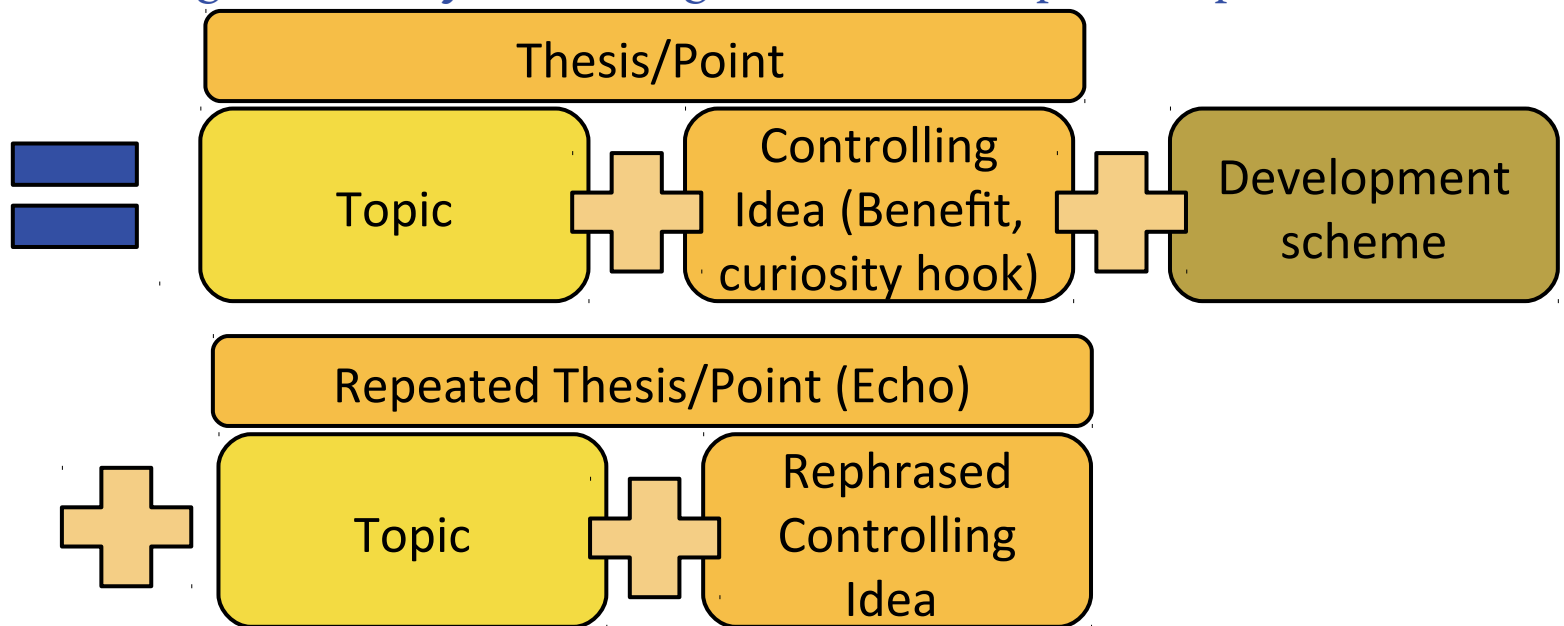 Thesis/Point
Topic
Controlling
Idea (Benefit,
curiosity hook)
Development
scheme
Repeated Thesis/Point (Echo)
Topic
Rephrased
Controlling
Idea